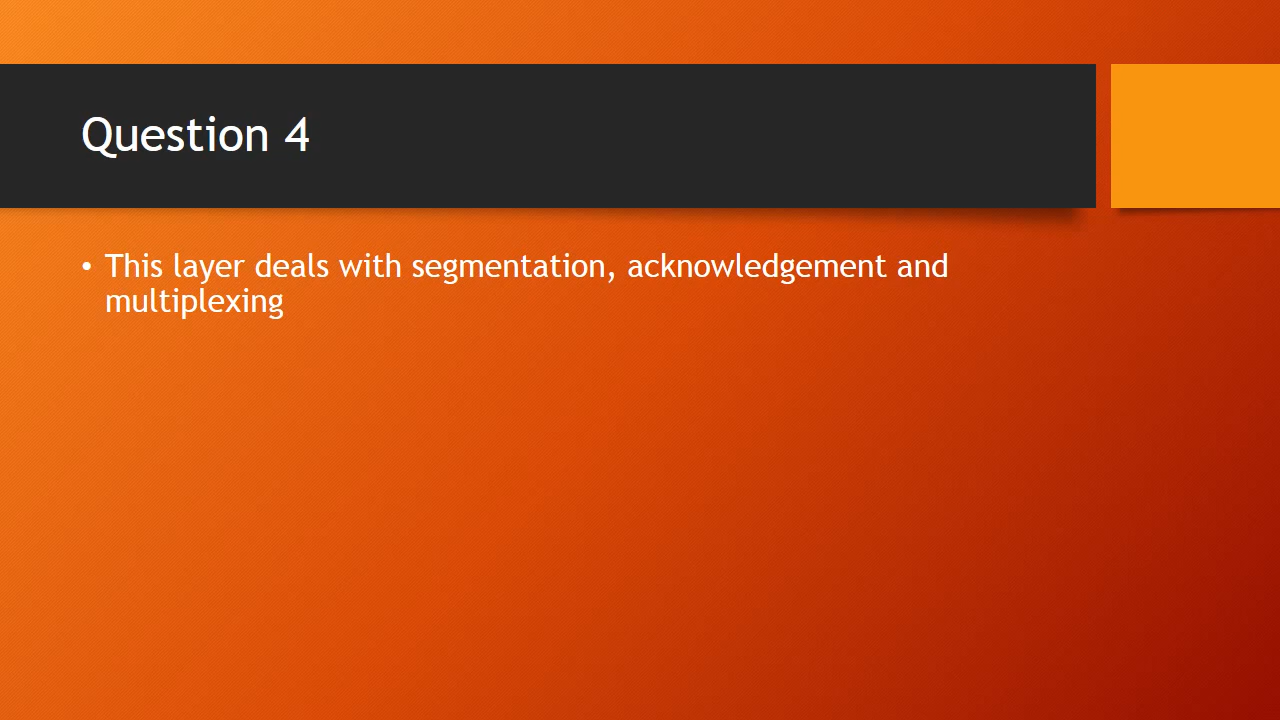 Question 4
• This layer deals with segmentation, acknowledgement and
multiplexing